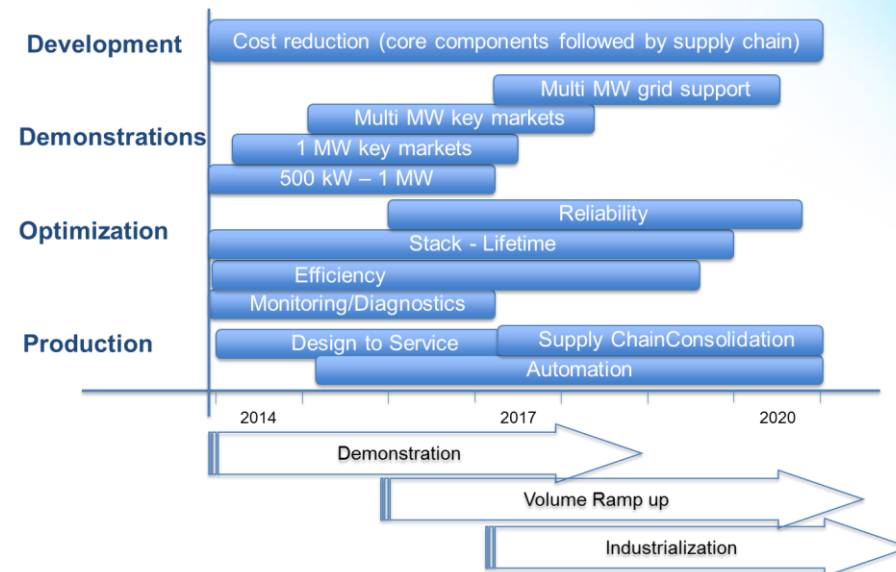 Development
Cost reduction (core components followed by supply chain)
Multi MW grid support
Multi MW key markets
Demonstrations
1 MW key markets
500 kW – 1 MW
Reliability
Optimization
Stack - Lifetime
Efficiency
Monitoring/Diagnostics
Production
Design to Service
Supply ChainConsolidation
Automation
2014
2017
2020
Demonstration
Volume Ramp up
Industrialization